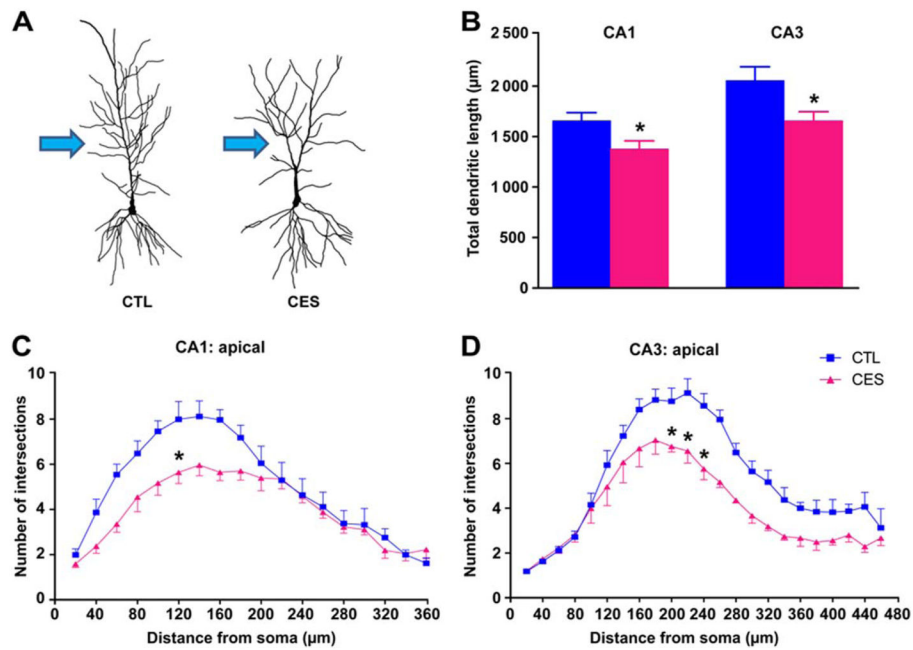 A
CTL
CES
B
CA1 CA3
Total dendritic length (µm)
2 500
2 000
1 500
1 000
500
0
* *
C
CA1: apical
Number of intersections
10
8
6
4
2
0
*
0 40 80 120 160 200 240 280 320 360
Distance from soma (µm)
D
CA3: apical
CTL
CES
Number of intersections
10
8
6
4
2
0
* * *
0 40 80 120 160 200 240 280 320 360 400 440 480
Distance from soma (µm)